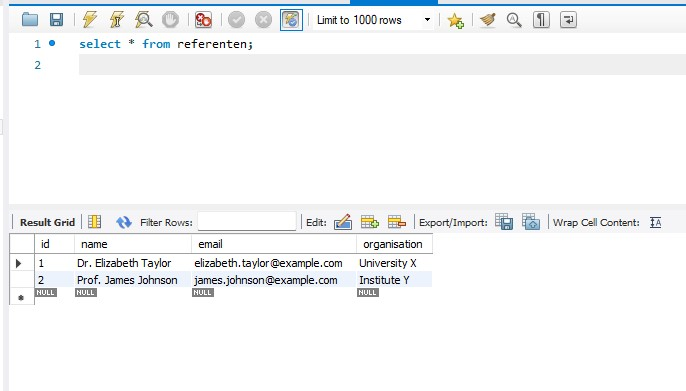 Limit to 1000 rows
1 select * from referenten;
2
Result Grid Filter Rows: Edit: Export/Import: Wrap Cell Content:
id name email organisation
1 Dr. Elizabeth Taylor elizabeth.taylor@example.com University X
2 Prof. James Johnson james.johnson@example.com Institute Y
NULL NULL NULL NULL